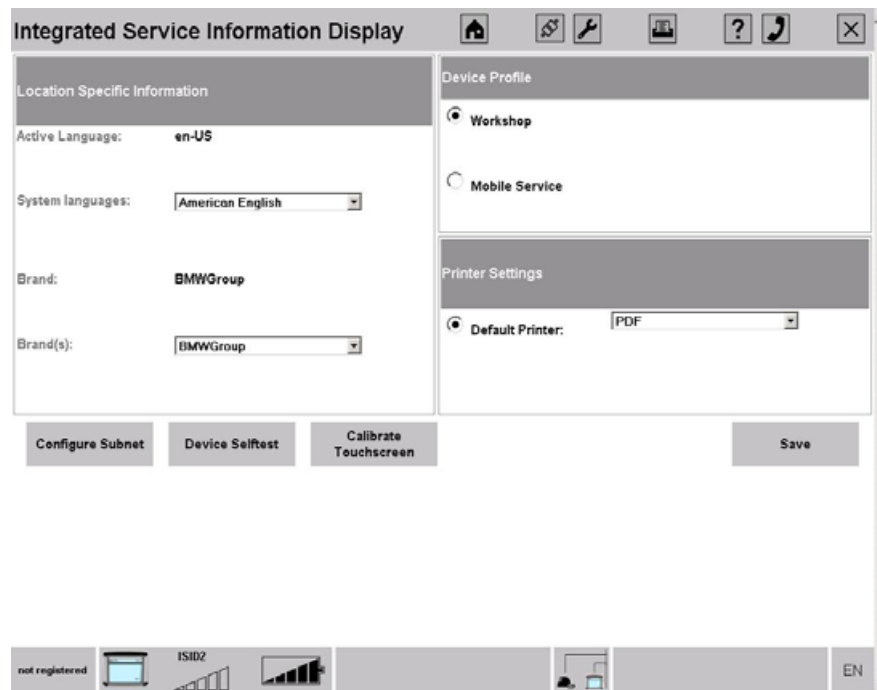 Integrated Service Information Display
?
Location Specific Information
Active Language: en-US
System languages: American English
Brand: BMWGroup
Brand(s): BMWGroup
Device Profile
Workshop
Mobile Service
Printer Settings
Default Printer: PDF
Configure Subnet
Device Selftest
Calibrate
Touchscreen
Save
not registered
ISID2
EN